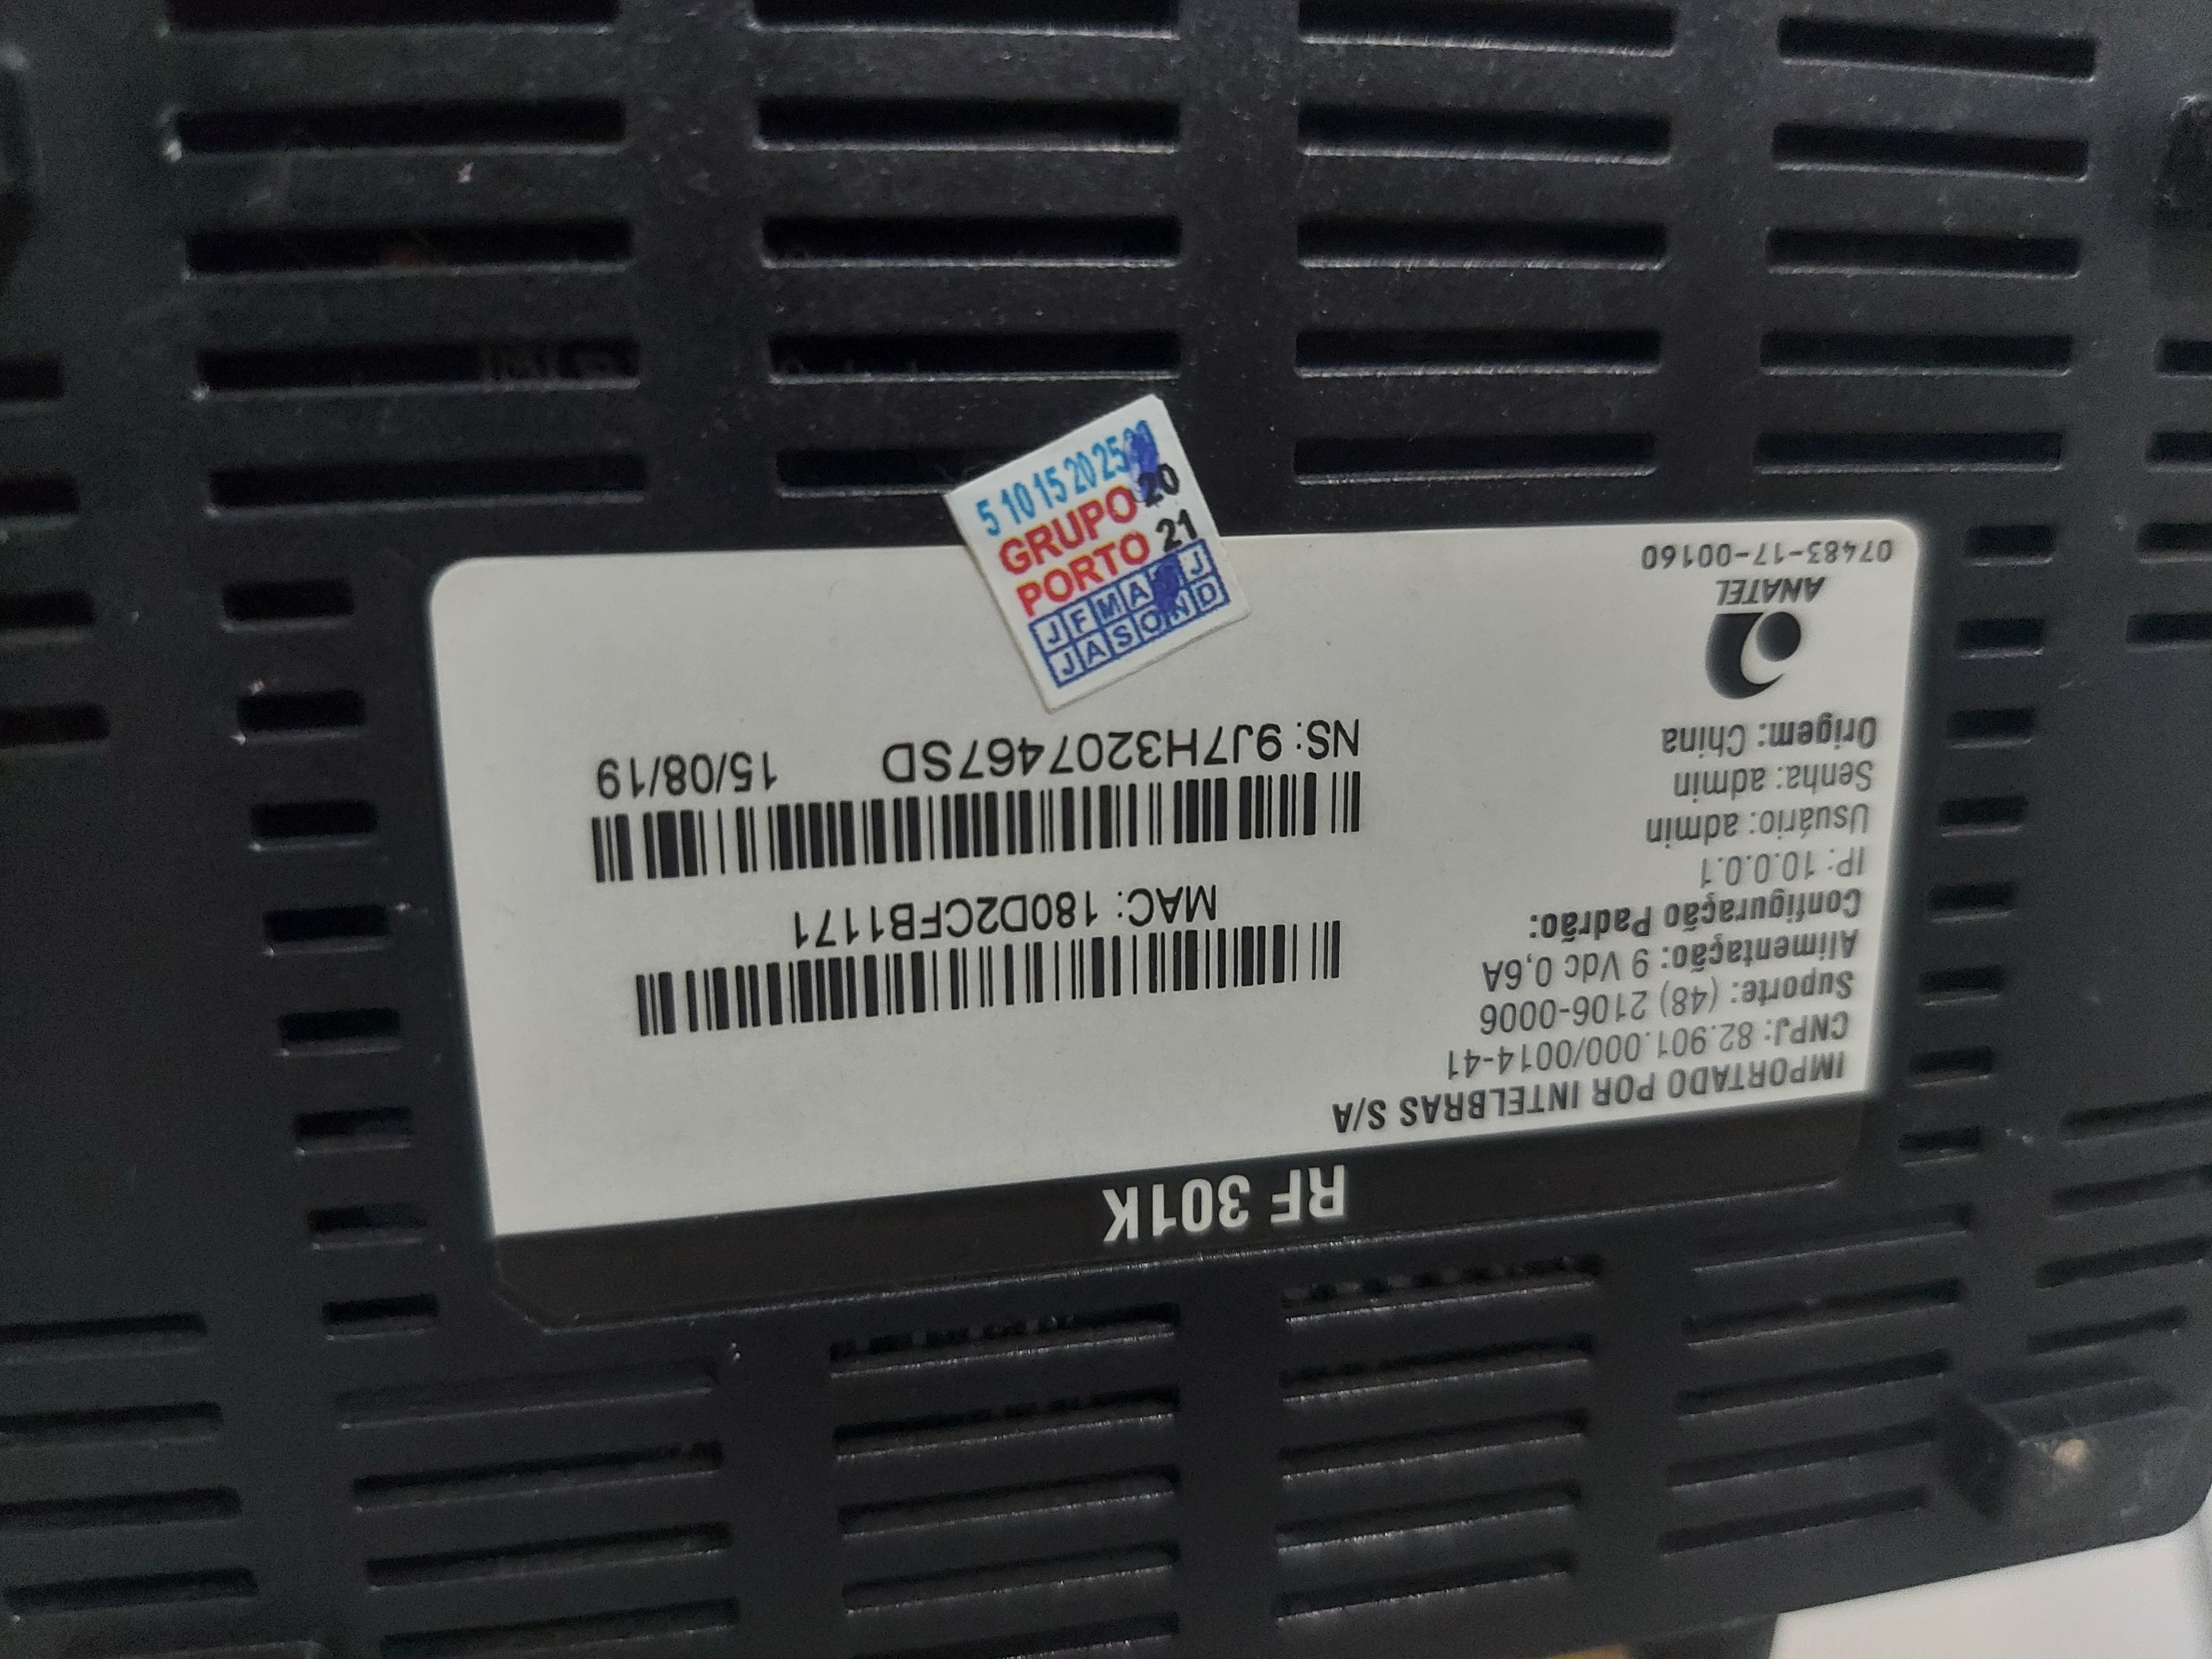 RF 301K
IMPORTADO POR INTELBRAS S/A
CNPJ: 82.901.000/0014-41
Suporte: (48) 2106-0006
Alimentação: 9 Vdc 0,6A
Configuração Padrão:
IP: 10.0.0.1
Usuário: admin
Senha: admin
Origem: China
ANATEL
07483-17-00160
MAC: 180D2CFB1171
NS: 9J7H3207467SD 15/08/19
5 10 15 20 25
GRUPO 20
PORTO 21
J F M A J
J A S O N D